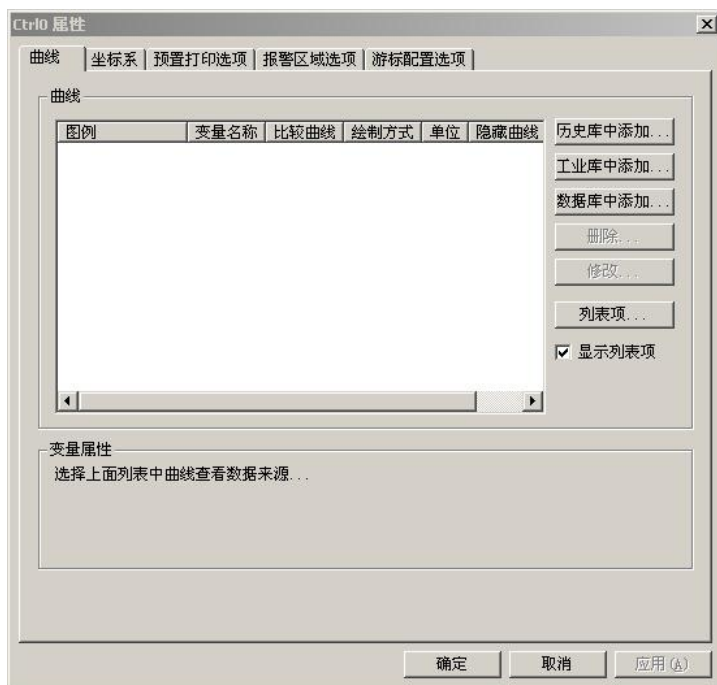 Ctrl0 属性
曲线 坐标系 预置打印选项 报警区域选项 游标配置选项
曲线
图例 变量名称 比较曲线 绘制方式 单位 隐藏曲线
历史库中添加...
工业库中添加...
数据库中添加...
删除...
修改...
列表项...
显示列表项
变量属性
选择上面列表中曲线查看数据来源...
确定 取消 应用(A)